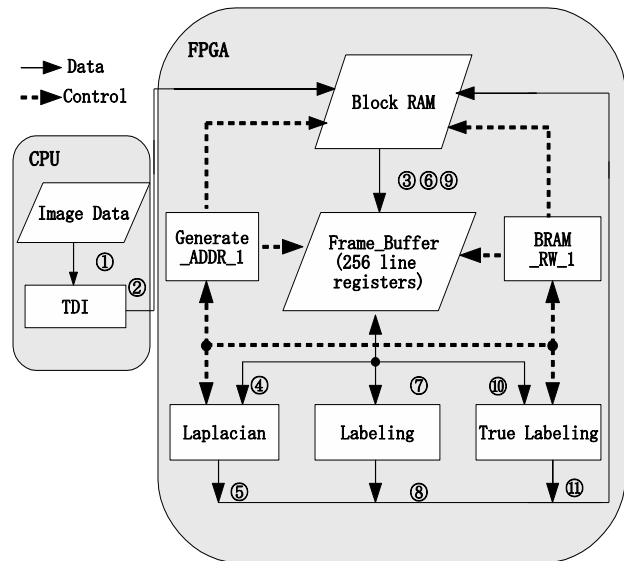 FPGA
Data
Control
Block RAM
CPU
③⑥⑨
Image Data
Generate
_ADDR_1
Frame_Buffer
(256 line
registers)
BRAM
_RW_1
①
②
TDI
④
⑦
⑩
Laplacian
Labeling
True Labeling
⑤
⑧
⑪